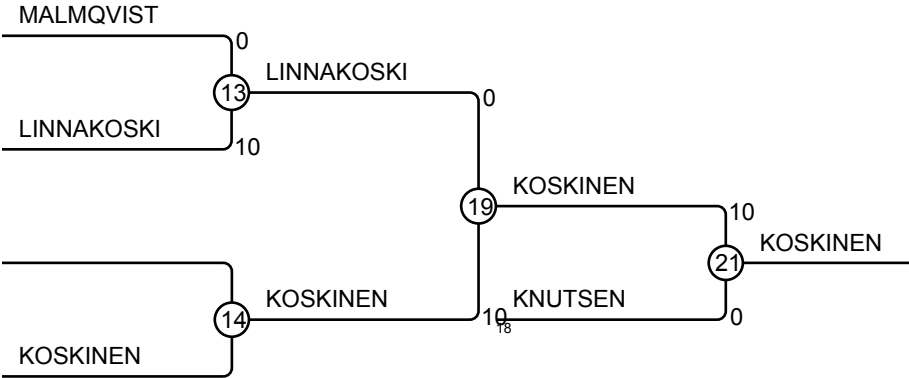 MALMQVIST
0
13
LINNAKOSKI
LINNAKOSKI
10
0
19
KOSKINEN
10
21
KOSKINEN
14
KOSKINEN
10
18
KNUTSEN
0
KOSKINEN